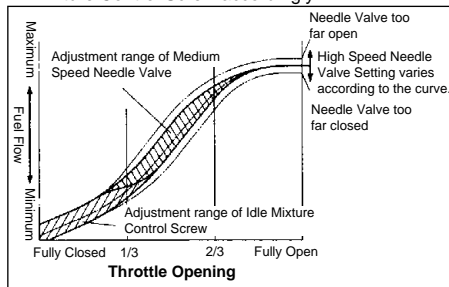 Needle Valve too
far open
Adjustment range of Medium
Speed Needle Valve
High Speed Needle
Valve Setting varies
according to the curve.
Needle Valve too
far closed
Maximum
Fuel Flow
Minimum
Adjustment range of Idle Mixture
Control Screw
Fully Closed 1/3 2/3 Fully Open
Throttle Opening